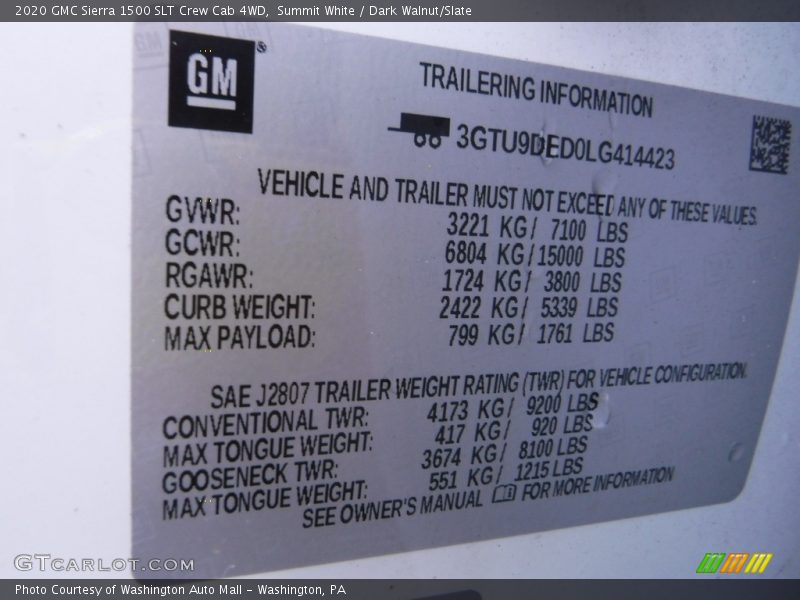 2020 GMC Sierra 1500 SLT Crew Cab 4WD, Summit White / Dark Walnut/Slate
GM ®
TRAILERING INFORMATION
3GTU9DED0LG414423
VEHICLE AND TRAILER MUST NOT EXCEED ANY OF THESE VALUES.
GVWR: 3221 KG/ 7100 LBS
GCWR: 6804 KG/15000 LBS
RGAWR: 1724 KG/ 3800 LBS
CURB WEIGHT: 2422 KG/ 5339 LBS
MAX PAYLOAD: 799 KG/ 1761 LBS
SAE J2807 TRAILER WEIGHT RATING (TWR) FOR VEHICLE CONFIGURATION.
CONVENTIONAL TWR: 4173 KG/ 9200 LBS
MAX TONGUE WEIGHT: 417 KG/ 920 LBS
GOOSENECK TWR: 3674 KG/ 8100 LBS
MAX TONGUE WEIGHT: 551 KG/ 1215 LBS
SEE OWNER'S MANUAL FOR MORE INFORMATION
GTCARLOT.COM
Photo Courtesy of Washington Auto Mall - Washington, PA